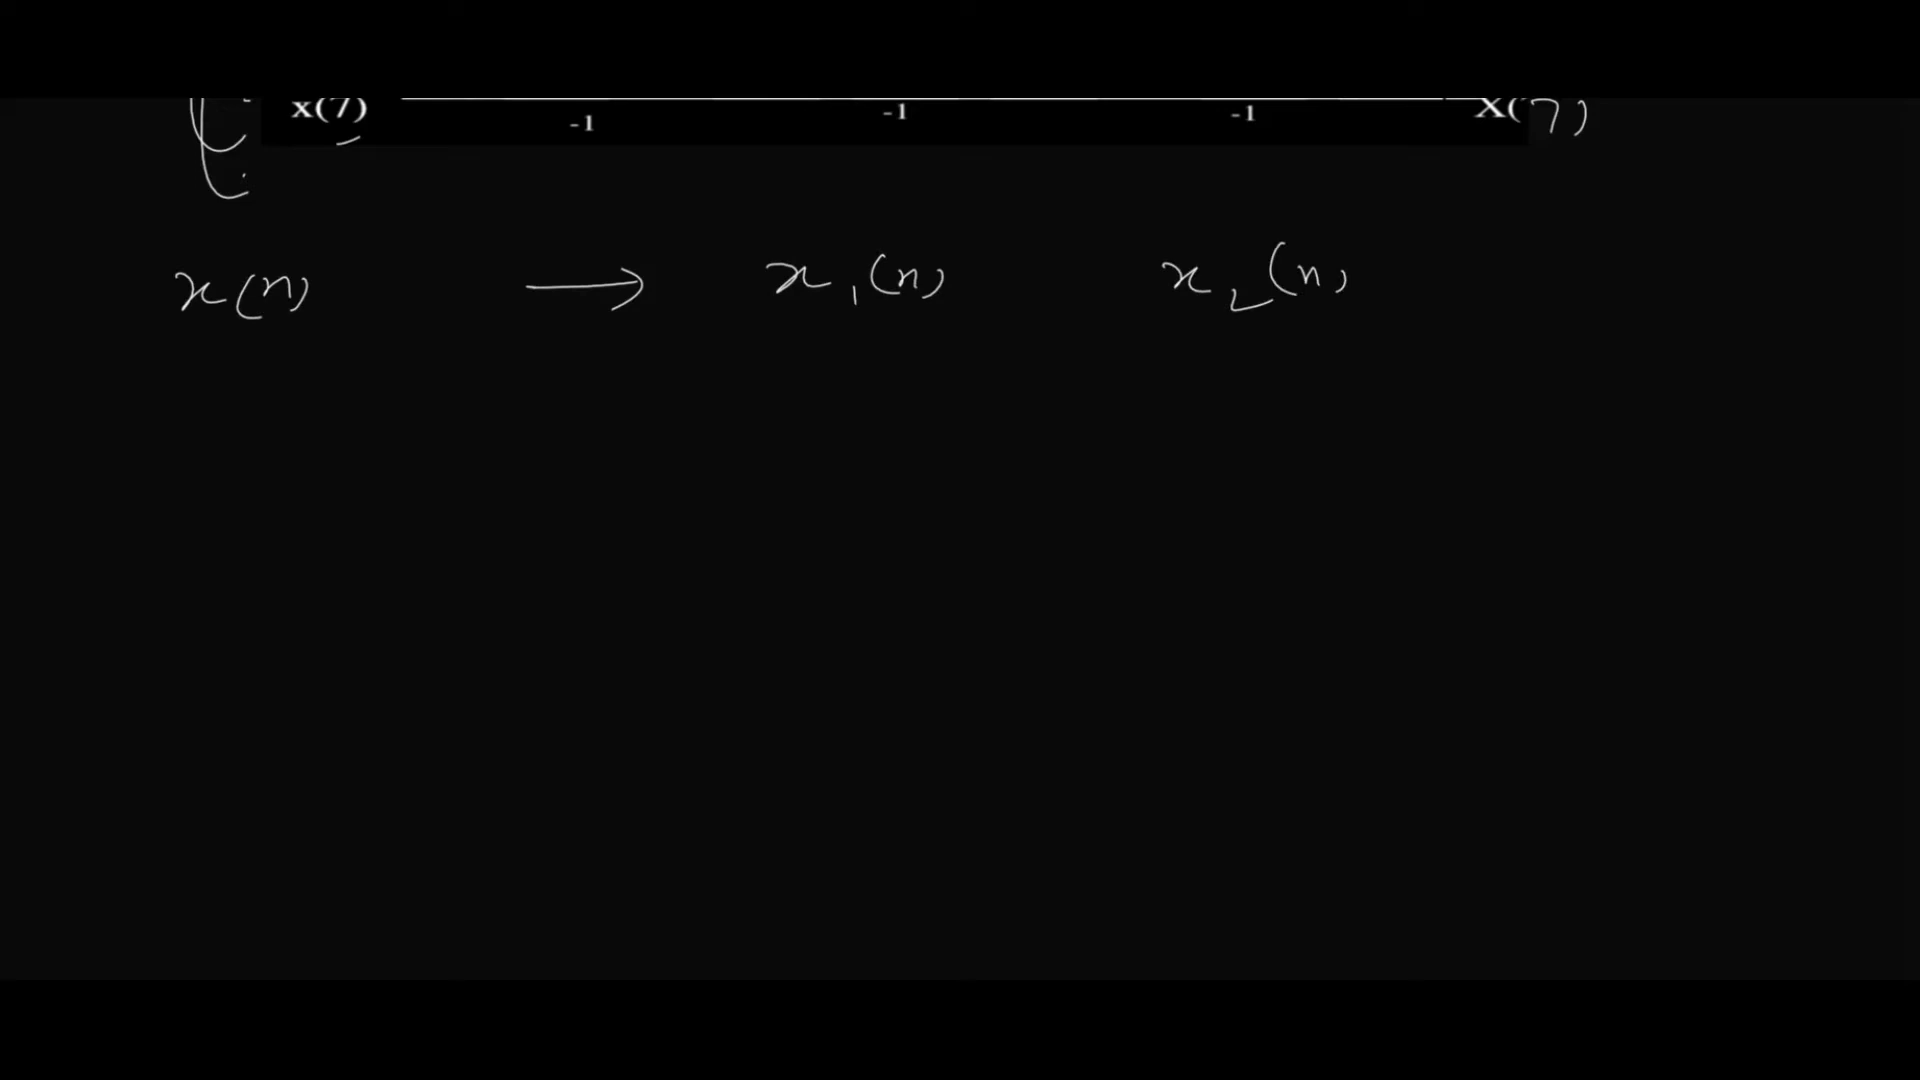 x(7) -1 -1 -1 X(7)
x(n) → x₁(n) x₂(n)